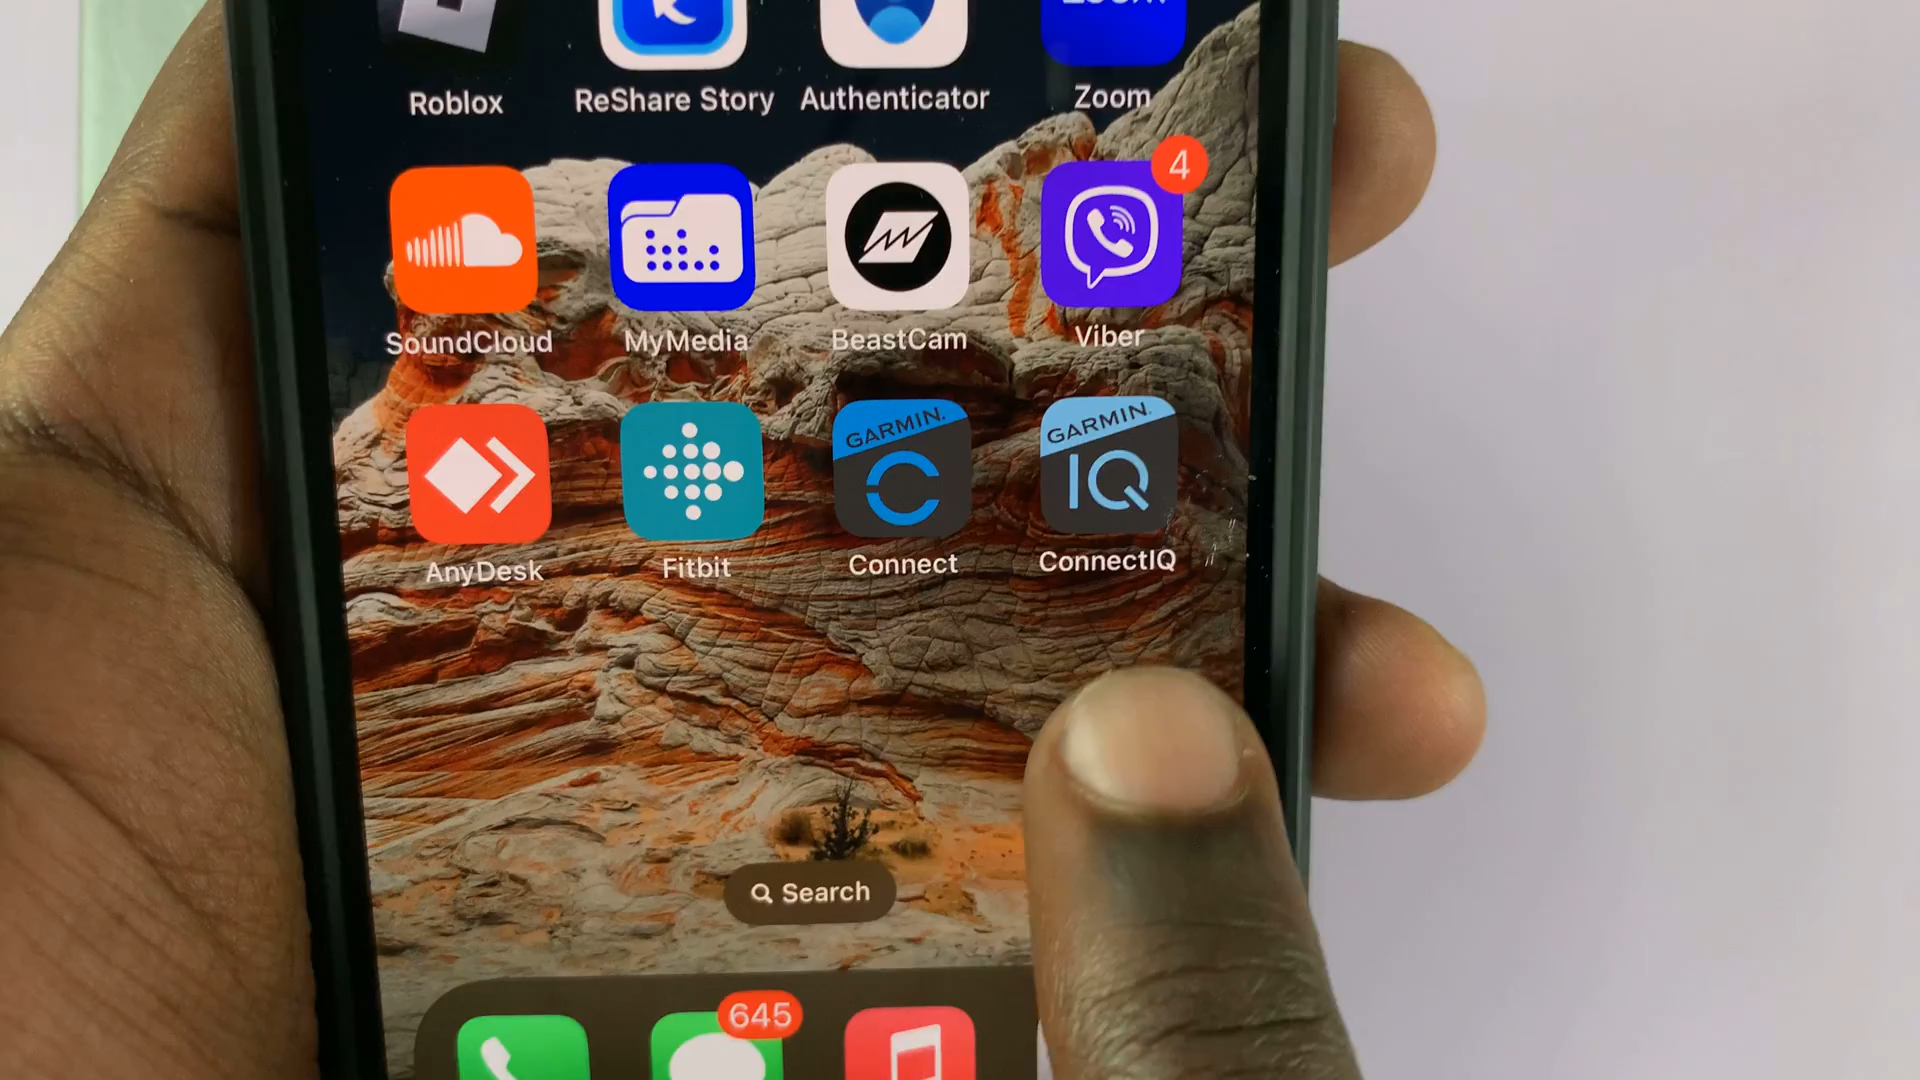 Roblox
ReShare Story
Authenticator
Zoom
4
SoundCloud
MyMedia
BeastCam
Viber
GARMIN.
GARMIN.
IQ
AnyDesk
Fitbit
Connect
ConnectIQ
Search
645